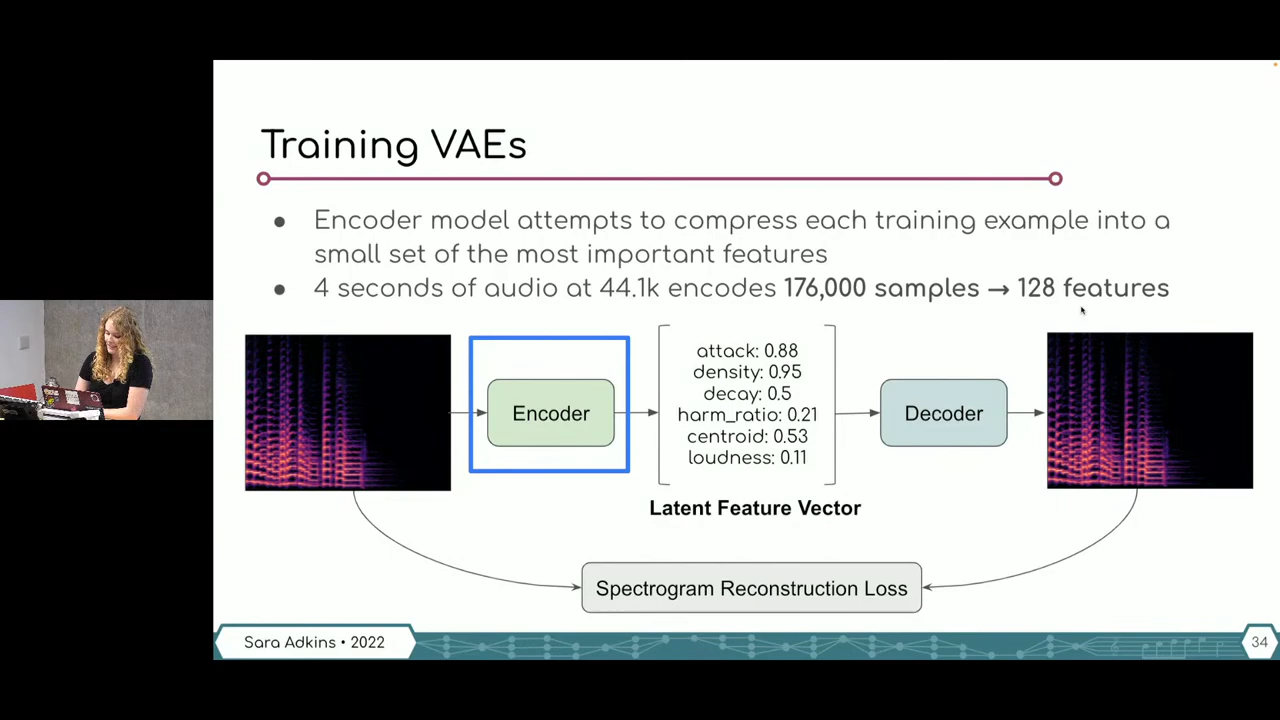 Training VAEs
● Encoder model attempts to compress each training example into a
small set of the most important features
● 4 seconds of audio at 44.1k encodes 176,000 samples → 128 features
Encoder
attack: 0.88
density: 0.95
decay: 0.5
harm_ratio: 0.21
centroid: 0.53
loudness: 0.11
Decoder
Latent Feature Vector
Spectrogram Reconstruction Loss
Sara Adkins • 2022
34